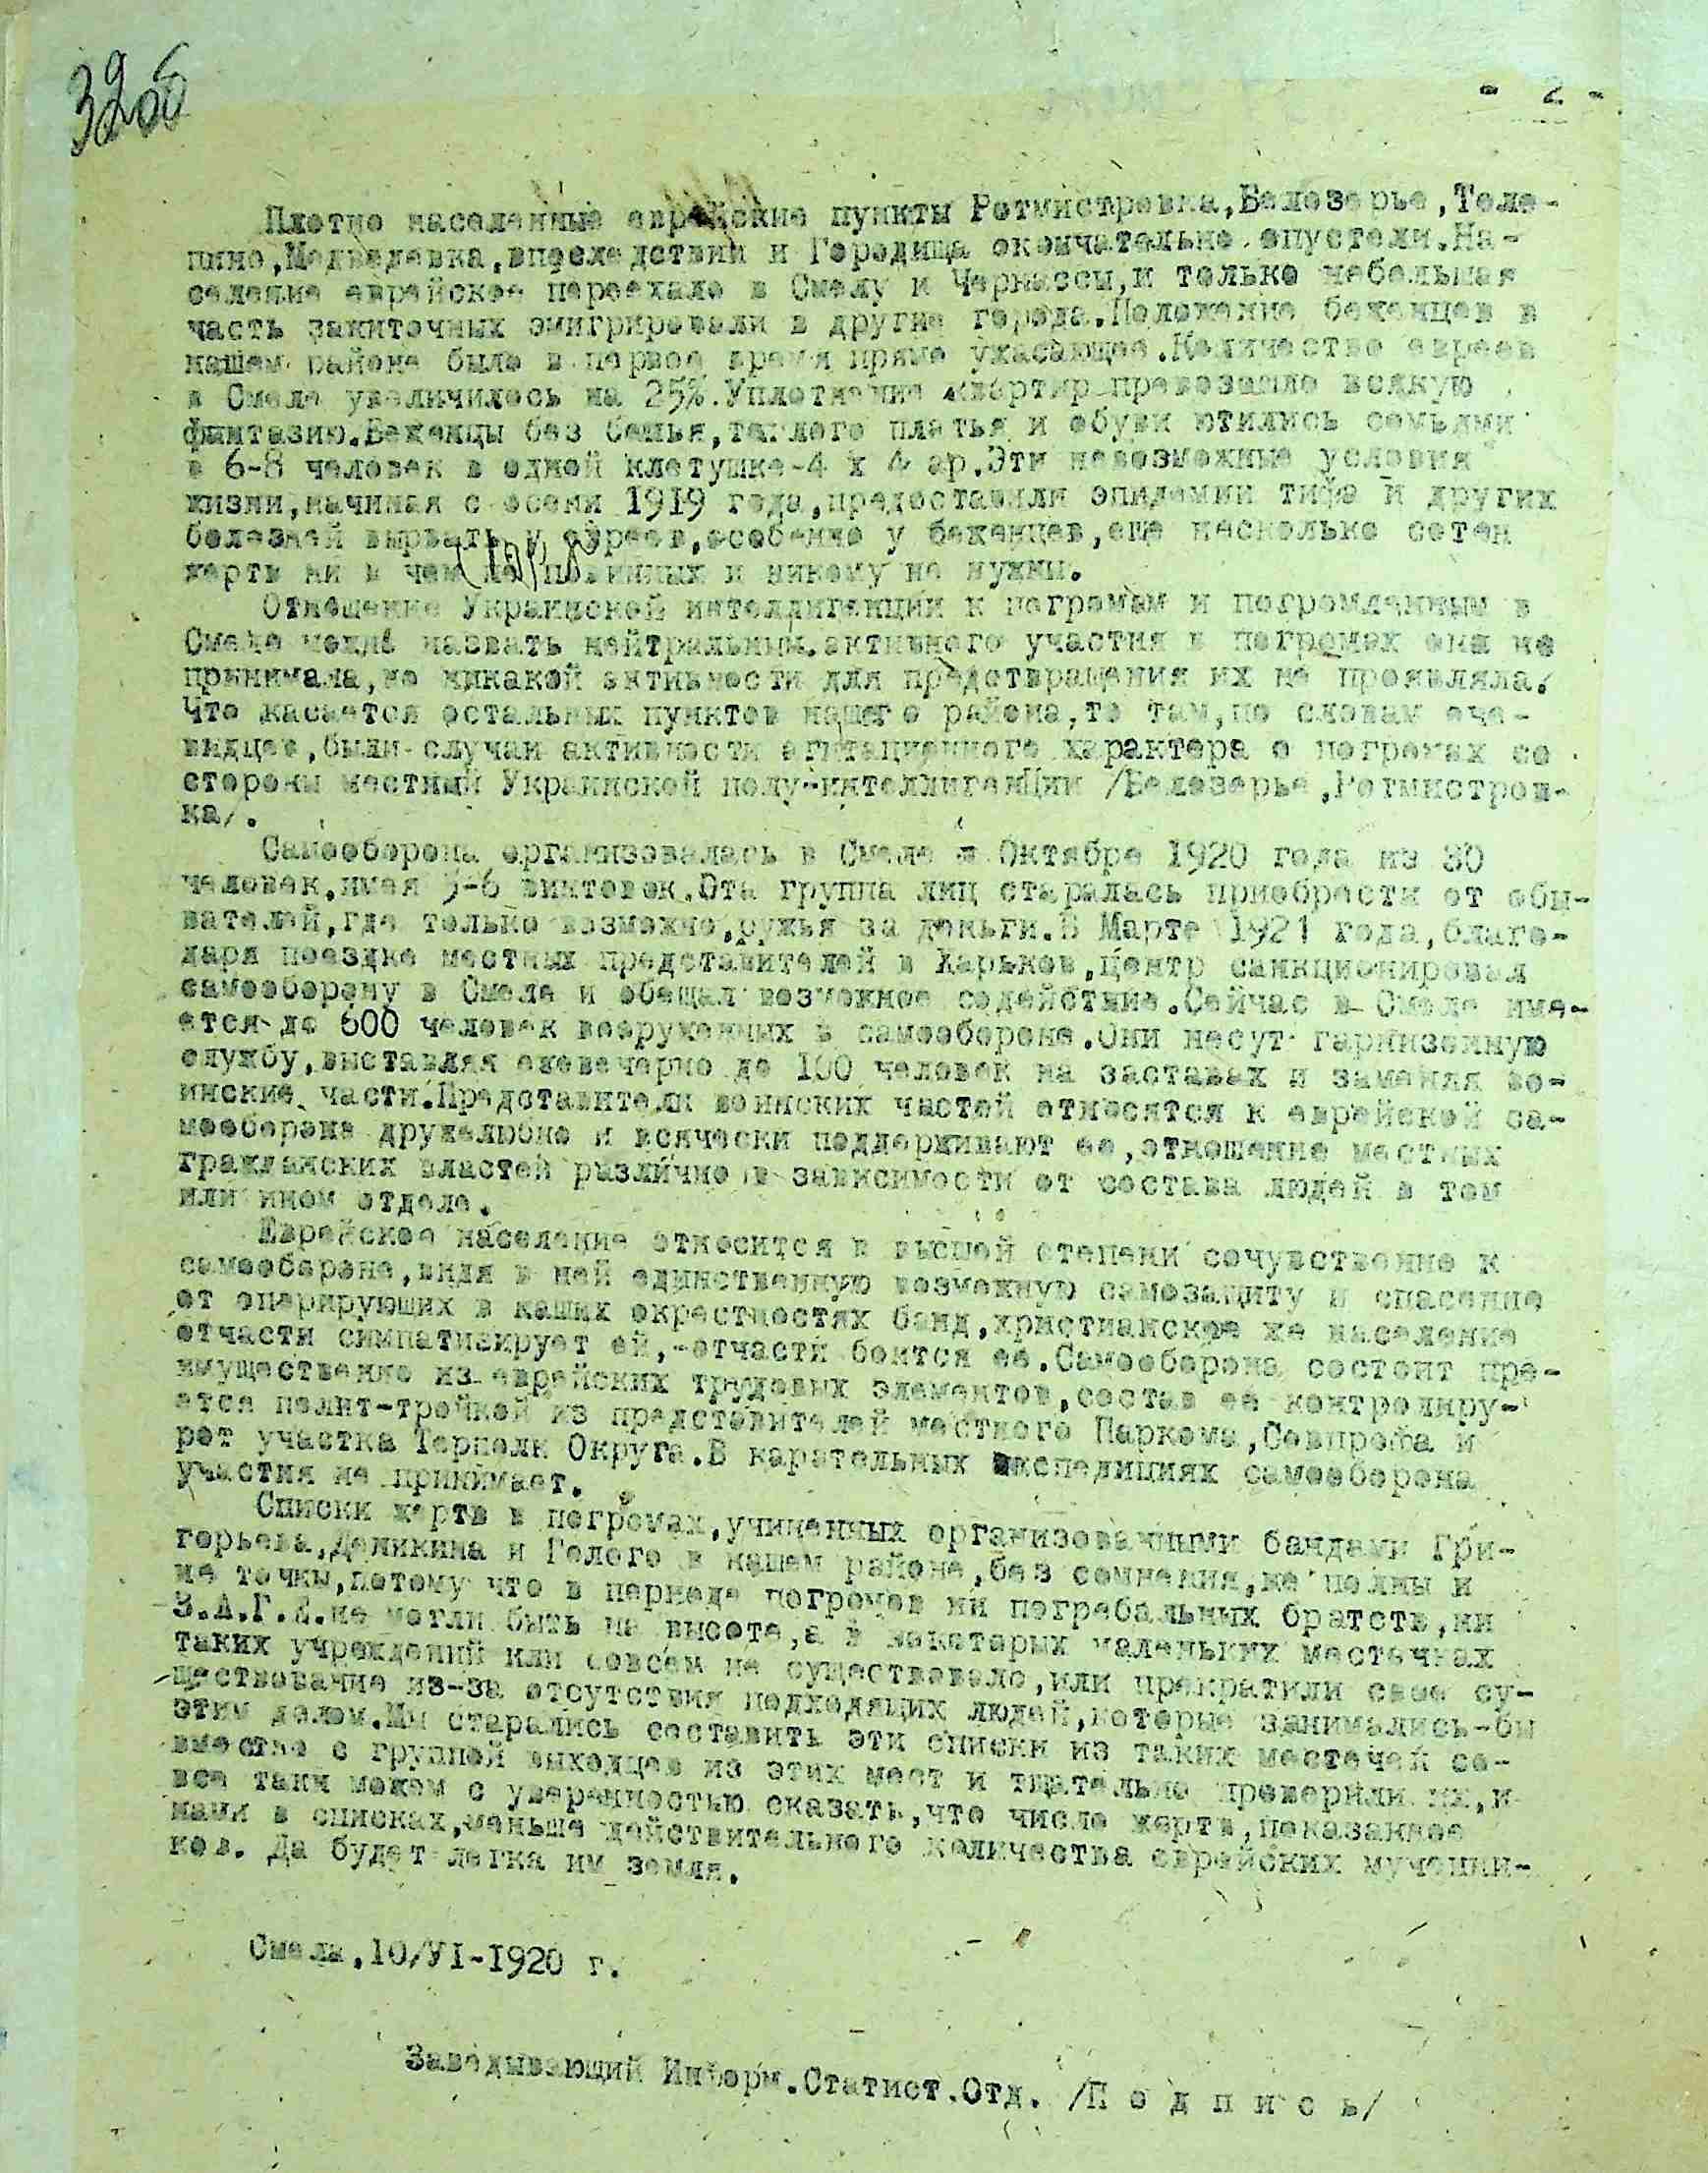 32об
- 2 -
Плотно населенные еврейские пункты Ротмистровка,Белозерье,Теле-
пино,Медведевка,впоследствии и Городища окончательно опустели.На-
селение еврейское переехало в Смелу и Черкассы,и только небольшая
часть зажиточных эмигрировали в другие города.Положение беженцев в
нашем районе было в первое время прямо ужасающее.Количество евреев
в Смеле увеличилось на 25%.Уплотнение квартир превозошло всякую
фантазию.Беженцы без белья,теплого платья и обуви ютились семьями
в 6-8 человек в одной клетушке-4 х 4 ар.Эти невозможные условия
жизни,начиная с осени 1919 года,предоставили эпидемии тифа и других
болезней вырвать у евреев,особенно у беженцев,еще несколько сотен
жертв ни в чем не повинных и никому не нужных.
Отношение Украинской интеллигенции к погромам и погромленным в
Смеле можно назвать нейтральным.активного участия в погромах она не
принимала,но никакой активности для предотвращения их не проявляла.
Что касается остальных пунктов нашего района,то там,по словам оче-
видцев,были случаи активности агитационного характера о погромах со
стороны местный Украинской полу-интеллигенции /Белозерье,Ротмистров-
ка/.
Самооборона организовалась в Смеле в Октябре 1920 года из 30
человек,имея 5-6 винтовок.Эта группа лиц старалась приобрести от обы-
вателей,где только возможно,ружья за деньги.В Марте 1921 года,благо-
даря поездке местных представителей в Харьков,центр санкционировал
самооборону в Смеле и обещал возможное содействие.Сейчас в Смеле име-
ется до 600 человек вооруженных в самообороне.Они несут гарнизонную
службу,выставляя ежевечерно до 100 человек на заставах и заменяя во-
инские части.Представители воинских частей относятся к еврейской са-
мообороне дружелюбно и всячески поддерживают ее,отношение местных
гражданских властей различно в зависимости от состава людей в том
или ином отделе.
Еврейское население относится в высшей степени сочувственно к
самообороне,видя в ней единственную возможную самозащиту и спасение
от оперирующих в наших окрестностях банд,христианское же население
отчасти симпатизирует ей,-отчасти боится ее.Самооборона состоит пре-
имущественно из еврейских трудовых элементов,состав ее контролиру-
ется полит-тройкой из представителей местного Паркома,Совпрофа и
рот участка Терполк Округа.В карательных экспедициях самооборона
участия не принимает.
Списки жертв в погромах,учиненных организованными бандами Гри-
горьева,Деникина и Голого в нашем районе,без сомнения,не полны и
не точны,потому что в периоде погромов ни погребальных братств,ни
З.А.Г.С.не могли быть на высоте,а в некоторых маленьких местечках
таких учреждений или совсем не существовало,или прекратили свое су-
ществование из-за отсутствия подходящих людей,которые занимались-бы
этим делом.Мы старались составить эти списки из таких местечек со-
вместно с группой выходцев из этих мест и тщательно проверили их,и
все таки можем с уверенностью сказать,что число жертв,показанное
нами в списках,меньше действительного количества еврейских мучени-
ков. Да будет легка им земля.
Смела,10/VI-1920 г.
Заведывающий Информ.Статист.Отд. /П о д п и с ь/